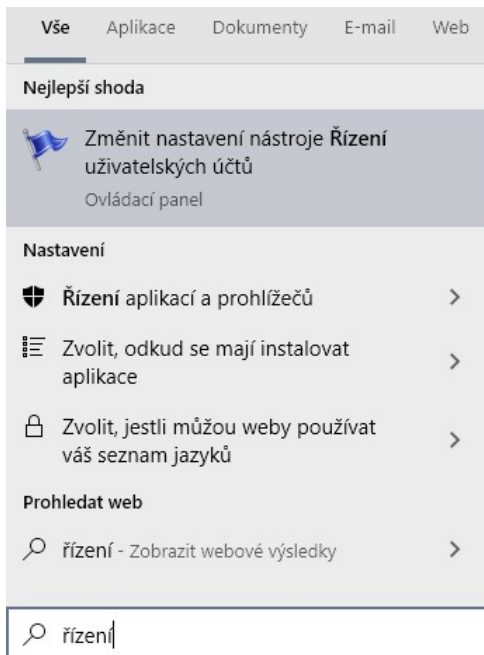 Vše Aplikace Dokumenty E-mail Web
Nejlepší shoda
Změnit nastavení nástroje Řízení
uživatelských účtů
Ovládací panel
Nastavení
Řízení aplikací a prohlížečů
Zvolit, odkud se mají instalovat
aplikace
Zvolit, jestli můžou weby používat
váš seznam jazyků
Prohledat web
řízení - Zobrazit webové výsledky
řízení